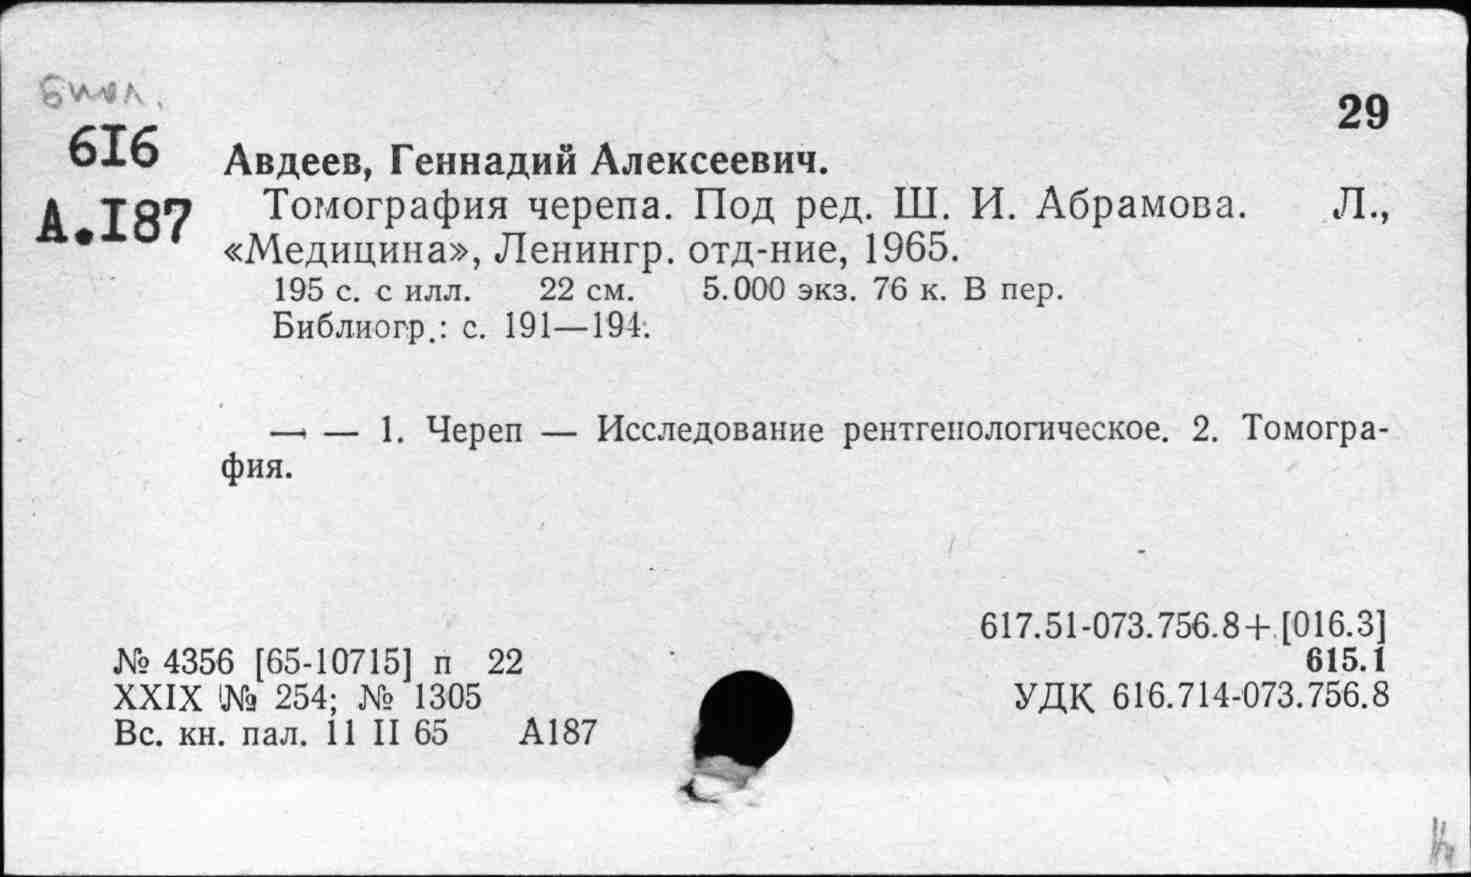 29
616
Авдеев, Геннадий Алексеевич.
А.187
Томография черепа. Под ред. Ш. И. Абрамова. Л.,
«Медицина», Ленингр. отд-ние, 1965.
195 с. с илл. 22 см. 5.000 экз. 76 к. В пер.
Библиогр.: с. 191—194.
— — 1. Череп — Исследование рентгенологическое. 2. Томогра-
фия.
617.51-073.756.8+[016.3]
№ 4356 [65-10715] п 22
615.1
XXIX № 254; № 1305
УДК 616.714-073.756.8
Вс. кн. пал. 11 II 65 А187